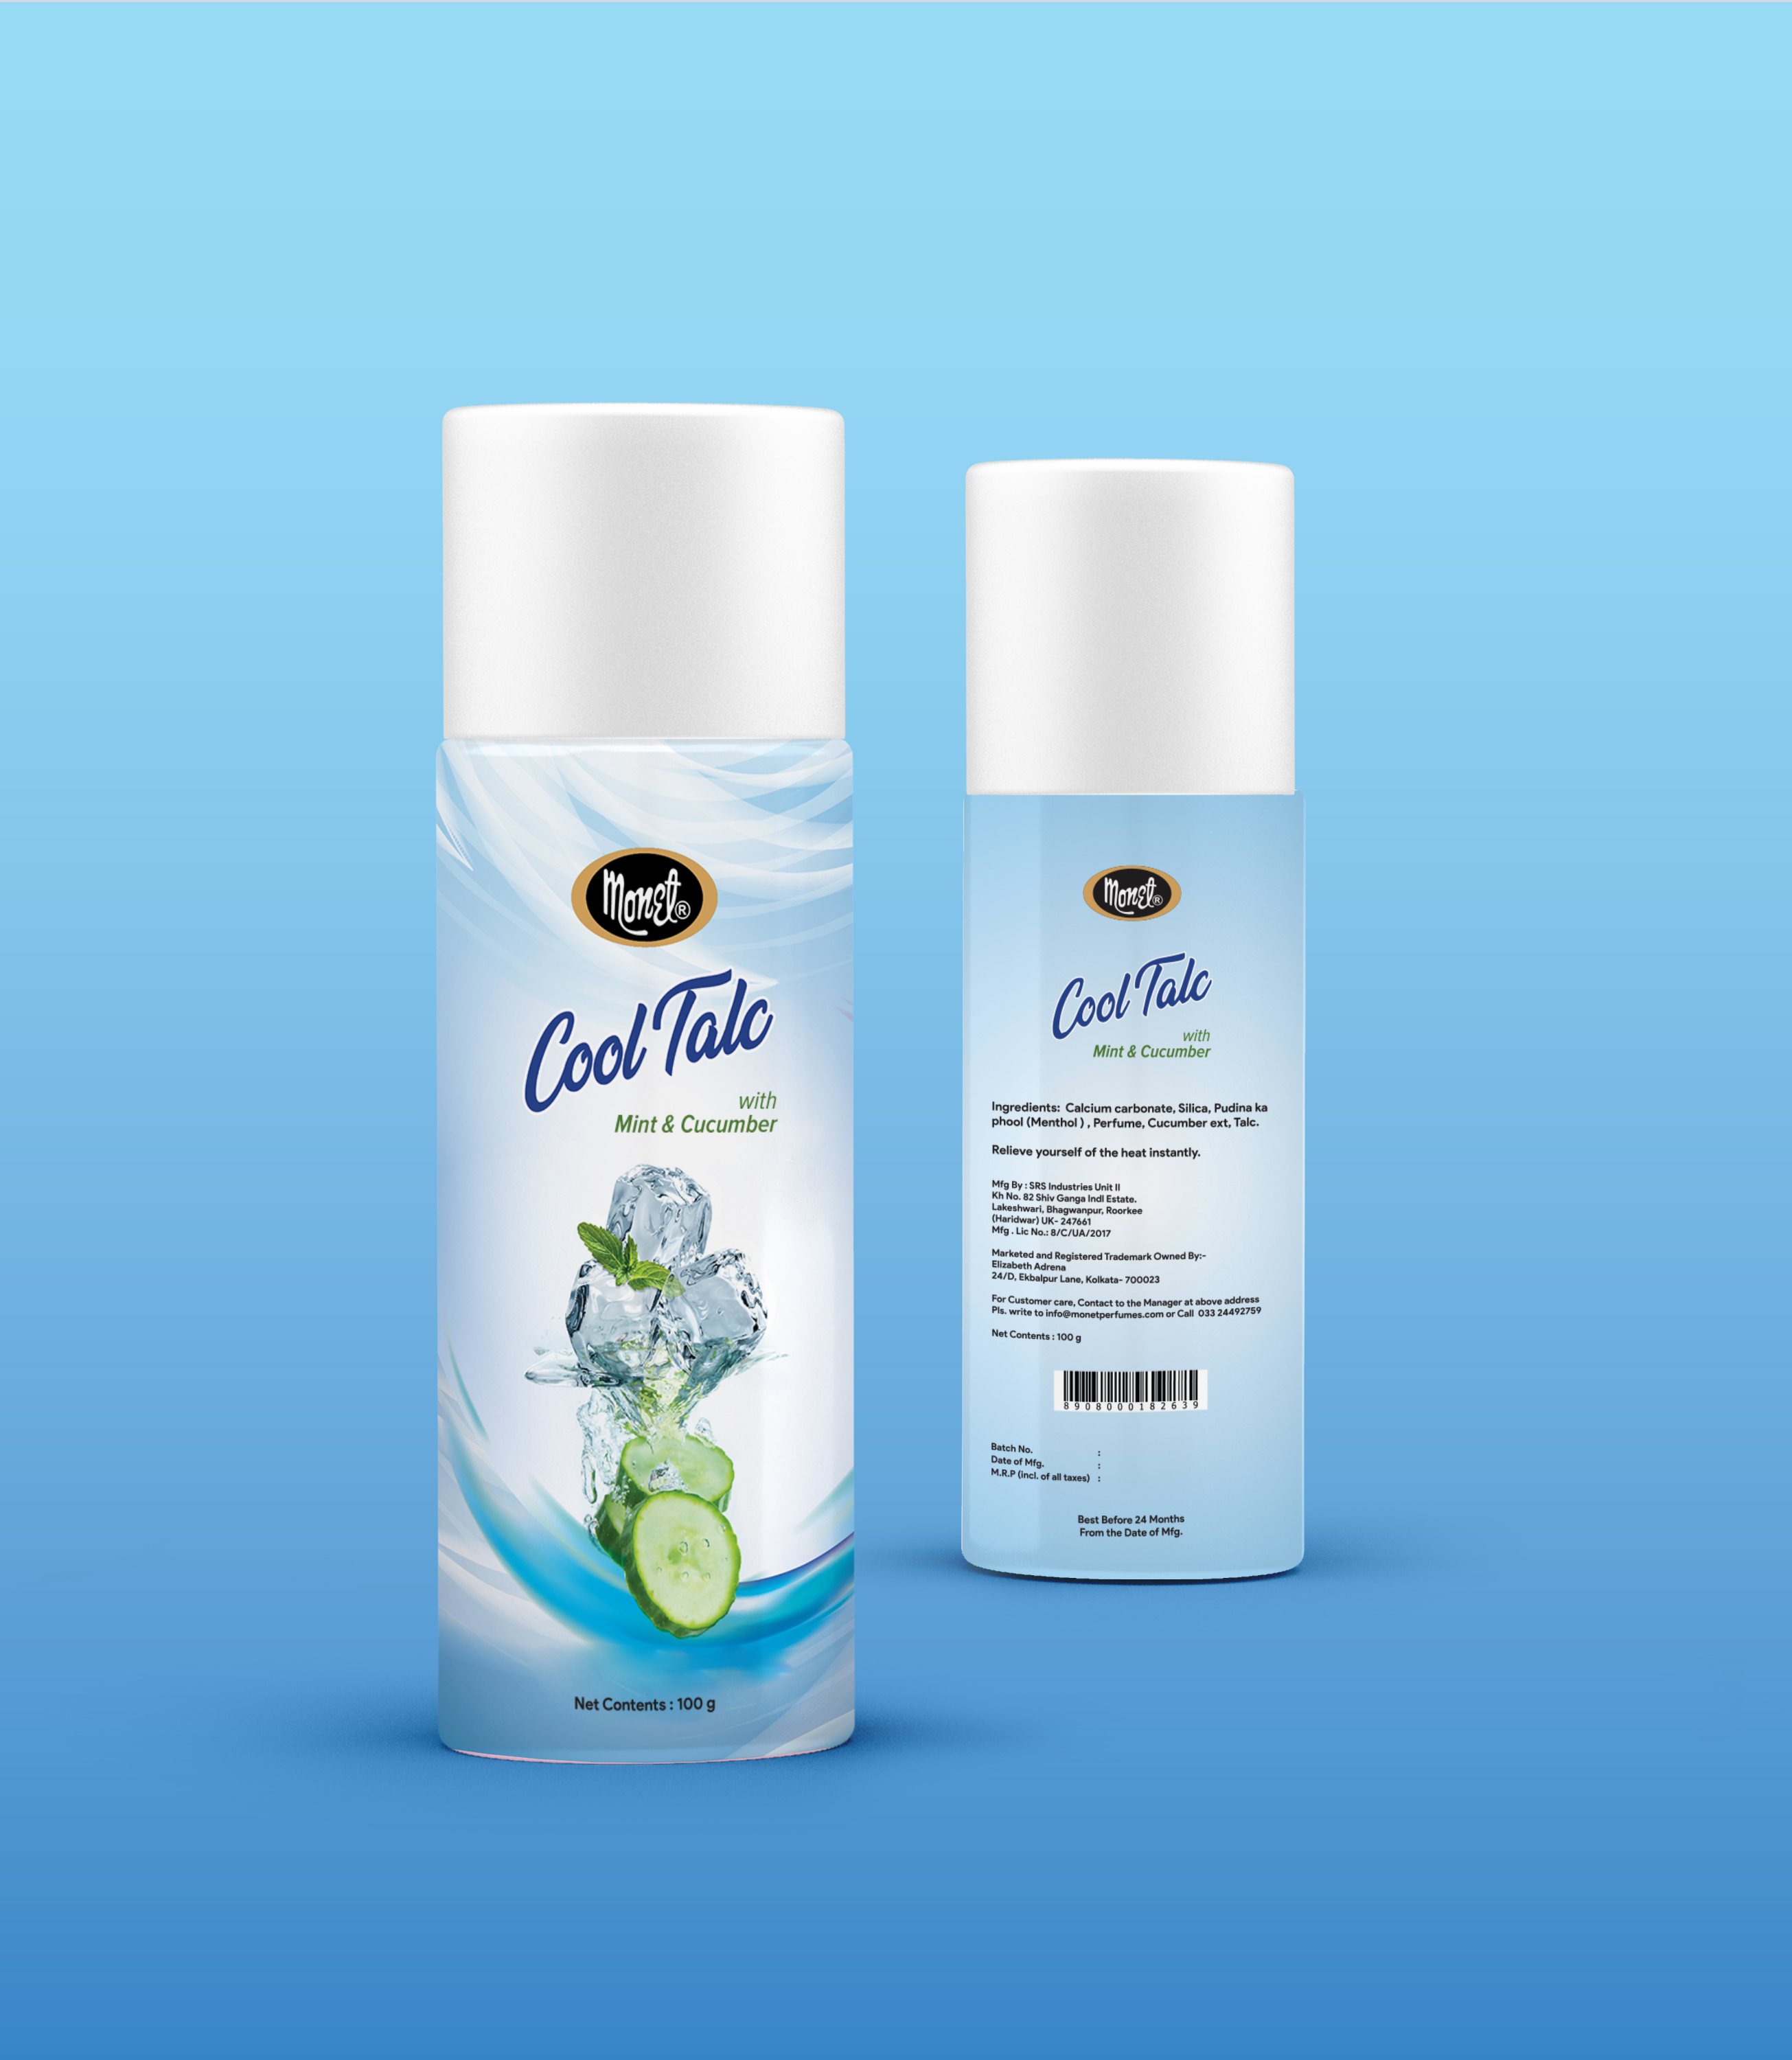 Monet®
Cool Talc
with
Mint & Cucumber
Net Contents : 100 g
Monet®
Cool Talc
with
Mint & Cucumber
Ingredients: Calcium carbonate, Silica, Pudina ka
phool (Menthol ) , Perfume, Cucumber ext, Talc.
Relieve yourself of the heat instantly.
Mfg By : SRS Industries Unit II
Kh No. 82 Shiv Ganga Indl Estate.
Lakeshwari, Bhagwanpur, Roorkee
(Haridwar) UK- 247661
Mfg . Lic No.: 8/C/UA/2017
Marketed and Registered Trademark Owned By:-
Elizabeth Adrena
24/D, Ekbalpur Lane, Kolkata- 700023
For Customer care, Contact to the Manager at above address
Pls. write to info@monetperfumes.com or Call 033 24492759
Net Contents : 100 g
8908000182639
Batch No. :
Date of Mfg. :
M.R.P (incl. of all taxes) :
Best Before 24 Months
From the Date of Mfg.